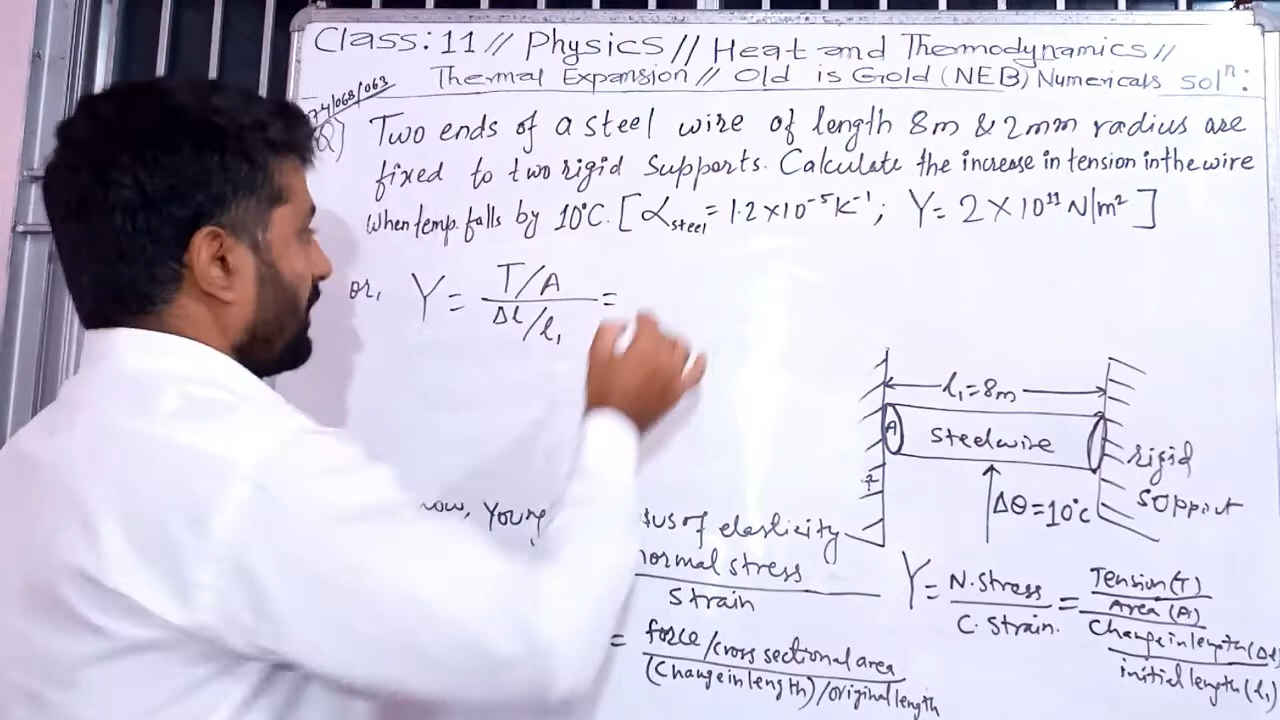 Class: 11 // Physics // Heat and Thermodynamics //
Thermal Expansion // Old is Gold (NEB) Numericals solⁿ:
74/068/063
Q) Two ends of a steel wire of length 8m & 2mm radius are
fixed to two rigid supports. Calculate the increase in tension in the wire
when temp. falls by 10°C. [αsteel = 1.2 × 10⁻⁵ K⁻¹; Y = 2 × 10¹¹ N/m²]
or, Y = T/A / Δl/l₁ =
l₁ = 8m
A
Steel wire
rigid
support
Δθ = 10°C
now, Young
of elasticity
normal stress
Strain
= force/cross sectional area
(Change in length)/original length
Y = N. Stress / C. Strain. = Tension (T)
Area (A)
Change in length (Δl
initial length (l₁)